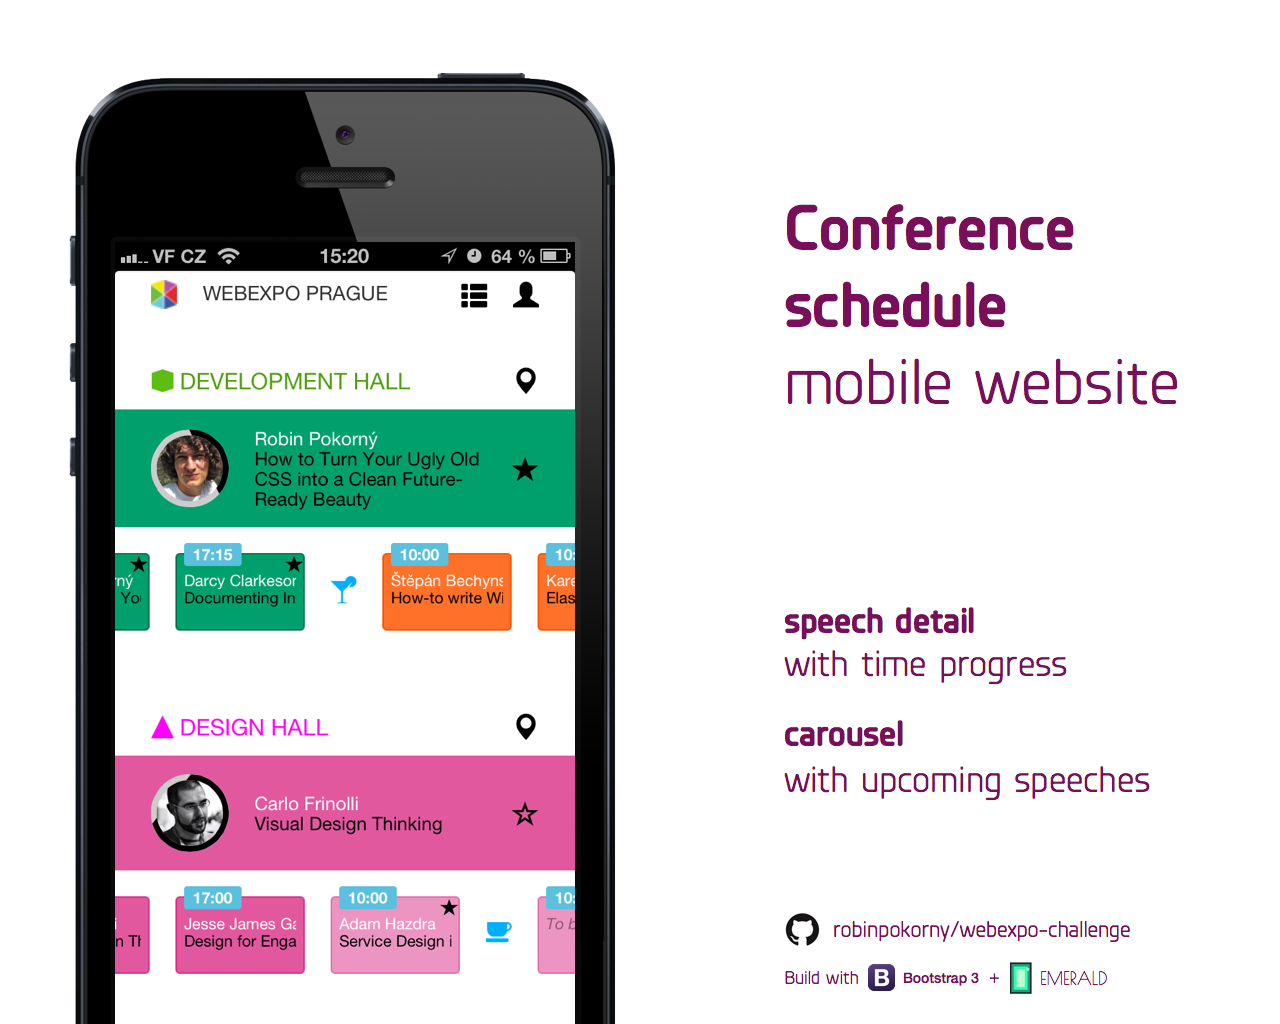 VF CZ 15:20 64 %
WEBEXPO PRAGUE
DEVELOPMENT HALL
Robin Pokorný
How to Turn Your Ugly Old
CSS into a Clean Future-
Ready Beauty
17:15 10:00 10:
ný Darcy Clarkeson Štěpán Bechyns Kare
You Documenting In How-to write Wi Elas
DESIGN HALL
Carlo Frinolli
Visual Design Thinking
17:00 10:00 10:
i Jesse James Ga Adam Hazdra To b
n Th Design for Enga Service Design i
Conference
schedule
mobile website
speech detail
with time progress
carousel
with upcoming speeches
robinpokorny/webexpo-challenge
Build with B Bootstrap 3 + EMERALD